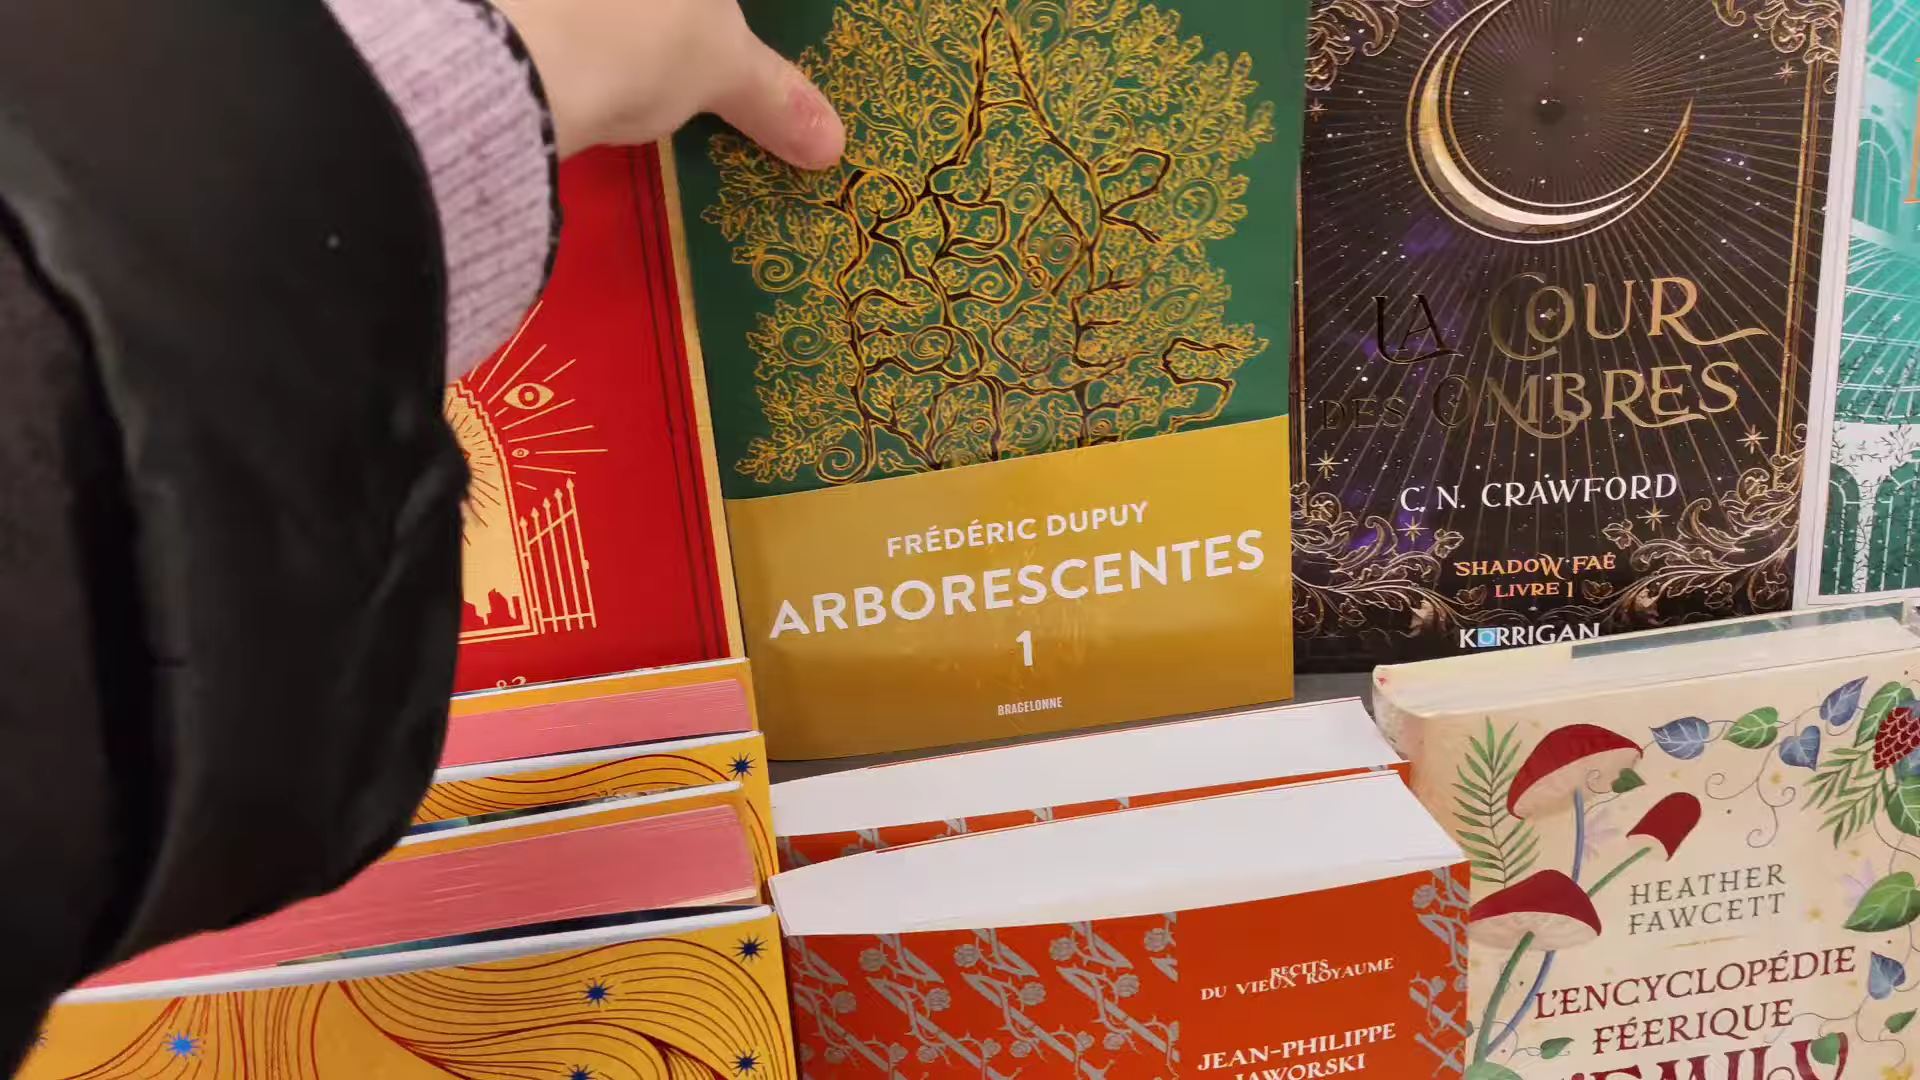 FRÉDÉRIC DUPUY
ARBORESCENTES
1
BRAGELONNE
LA COUR
DES OMBRES
C. N. CRAWFORD
SHADOW FAE
LIVRE 1
KORRIGAN
RÉCITS
DU VIEUX ROYAUME
JEAN-PHILIPPE
JAWORSKI
HEATHER
FAWCETT
L'ENCYCLOPÉDIE
FÉERIQUE